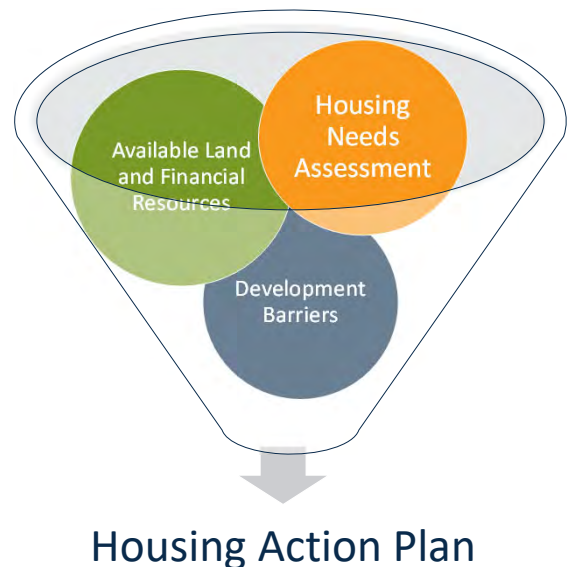 Housing
Needs
Assessment
Available Land
and Financial
Resources
Development
Barriers
Housing Action Plan